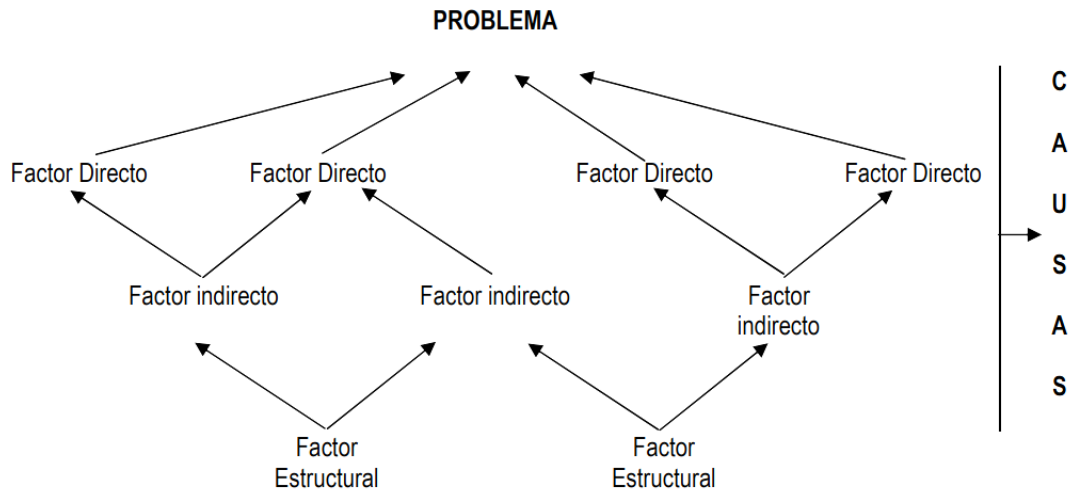 PROBLEMA
Factor Directo
Factor Directo
Factor Directo
Factor Directo
Factor indirecto
Factor indirecto
Factor
indirecto
Factor
Estructural
Factor
Estructural
C
A
U
S
A
S